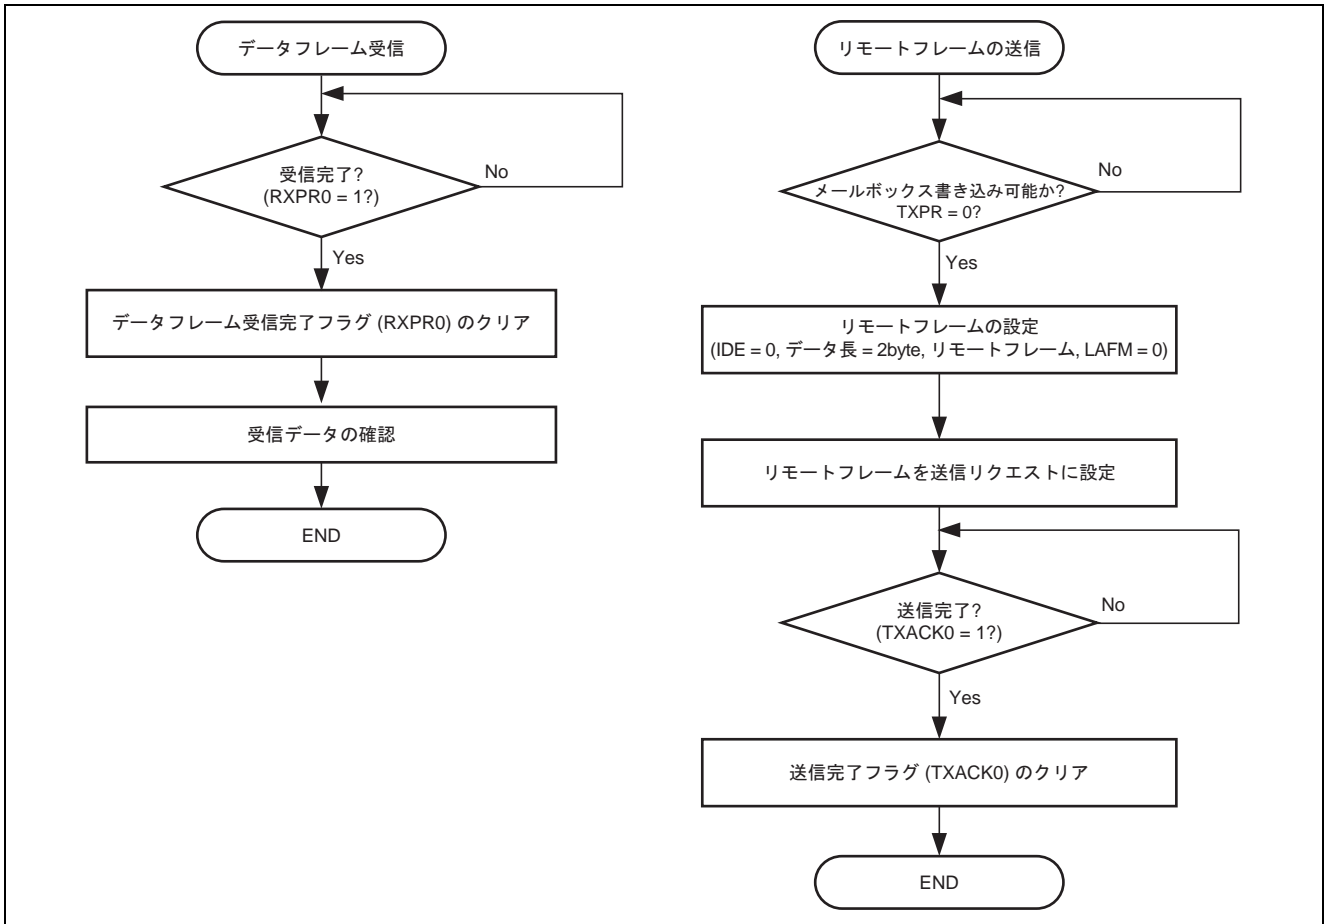 データフレーム受信
受信完了?
(RXPR0 = 1?)
No
Yes
データフレーム受信完了フラグ (RXPR0) のクリア
受信データの確認
END
リモートフレームの送信
メールボックス書き込み可能か?
TXPR = 0?
No
Yes
リモートフレームの設定
(IDE = 0, データ長 = 2byte, リモートフレーム, LAFM = 0)
リモートフレームを送信リクエストに設定
送信完了?
(TXACK0 = 1?)
No
Yes
送信完了フラグ (TXACK0) のクリア
END